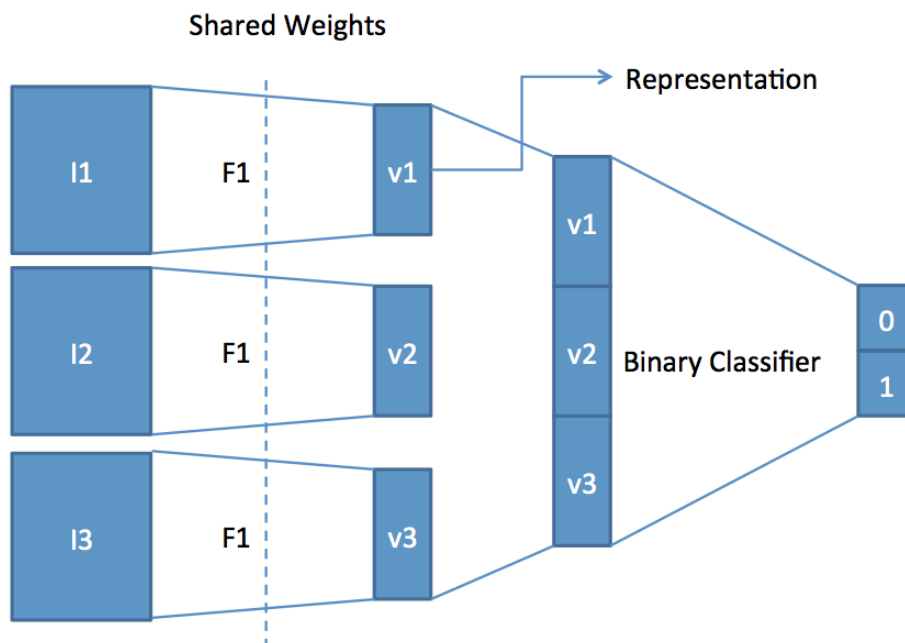 Shared Weights
Representation
I1
F1
v1
v1
I2
F1
v2
v2
Binary Classifier
0
1
I3
F1
v3
v3